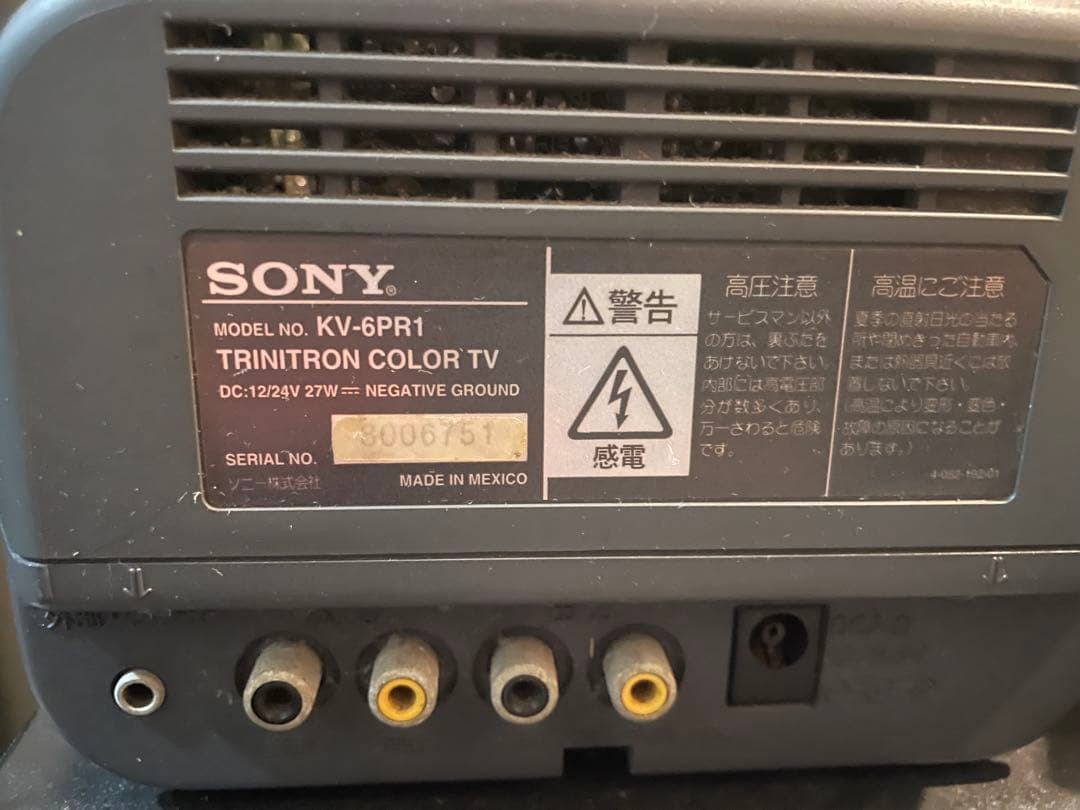 SONY®
MODEL NO. KV-6PR1
TRINITRON COLOR TV
DC:12/24V 27W ⎓ NEGATIVE GROUND
3006751
SERIAL NO.
ソニー株式会社
MADE IN MEXICO
⚠警告
感電
高圧注意
サービスマン以外
の方は、裏ぶたを
あけないで下さい
内部には高電圧部
分が数多くあり、
万一さわると危険
です。
高温にご注意
夏季の直射日光の当たる
所や閉めきった自動車内、
または熱器具近くには放
置しないで下さい。
(高温により変形・変色・
故障の原因になることが
あります。)
4-052-192-01